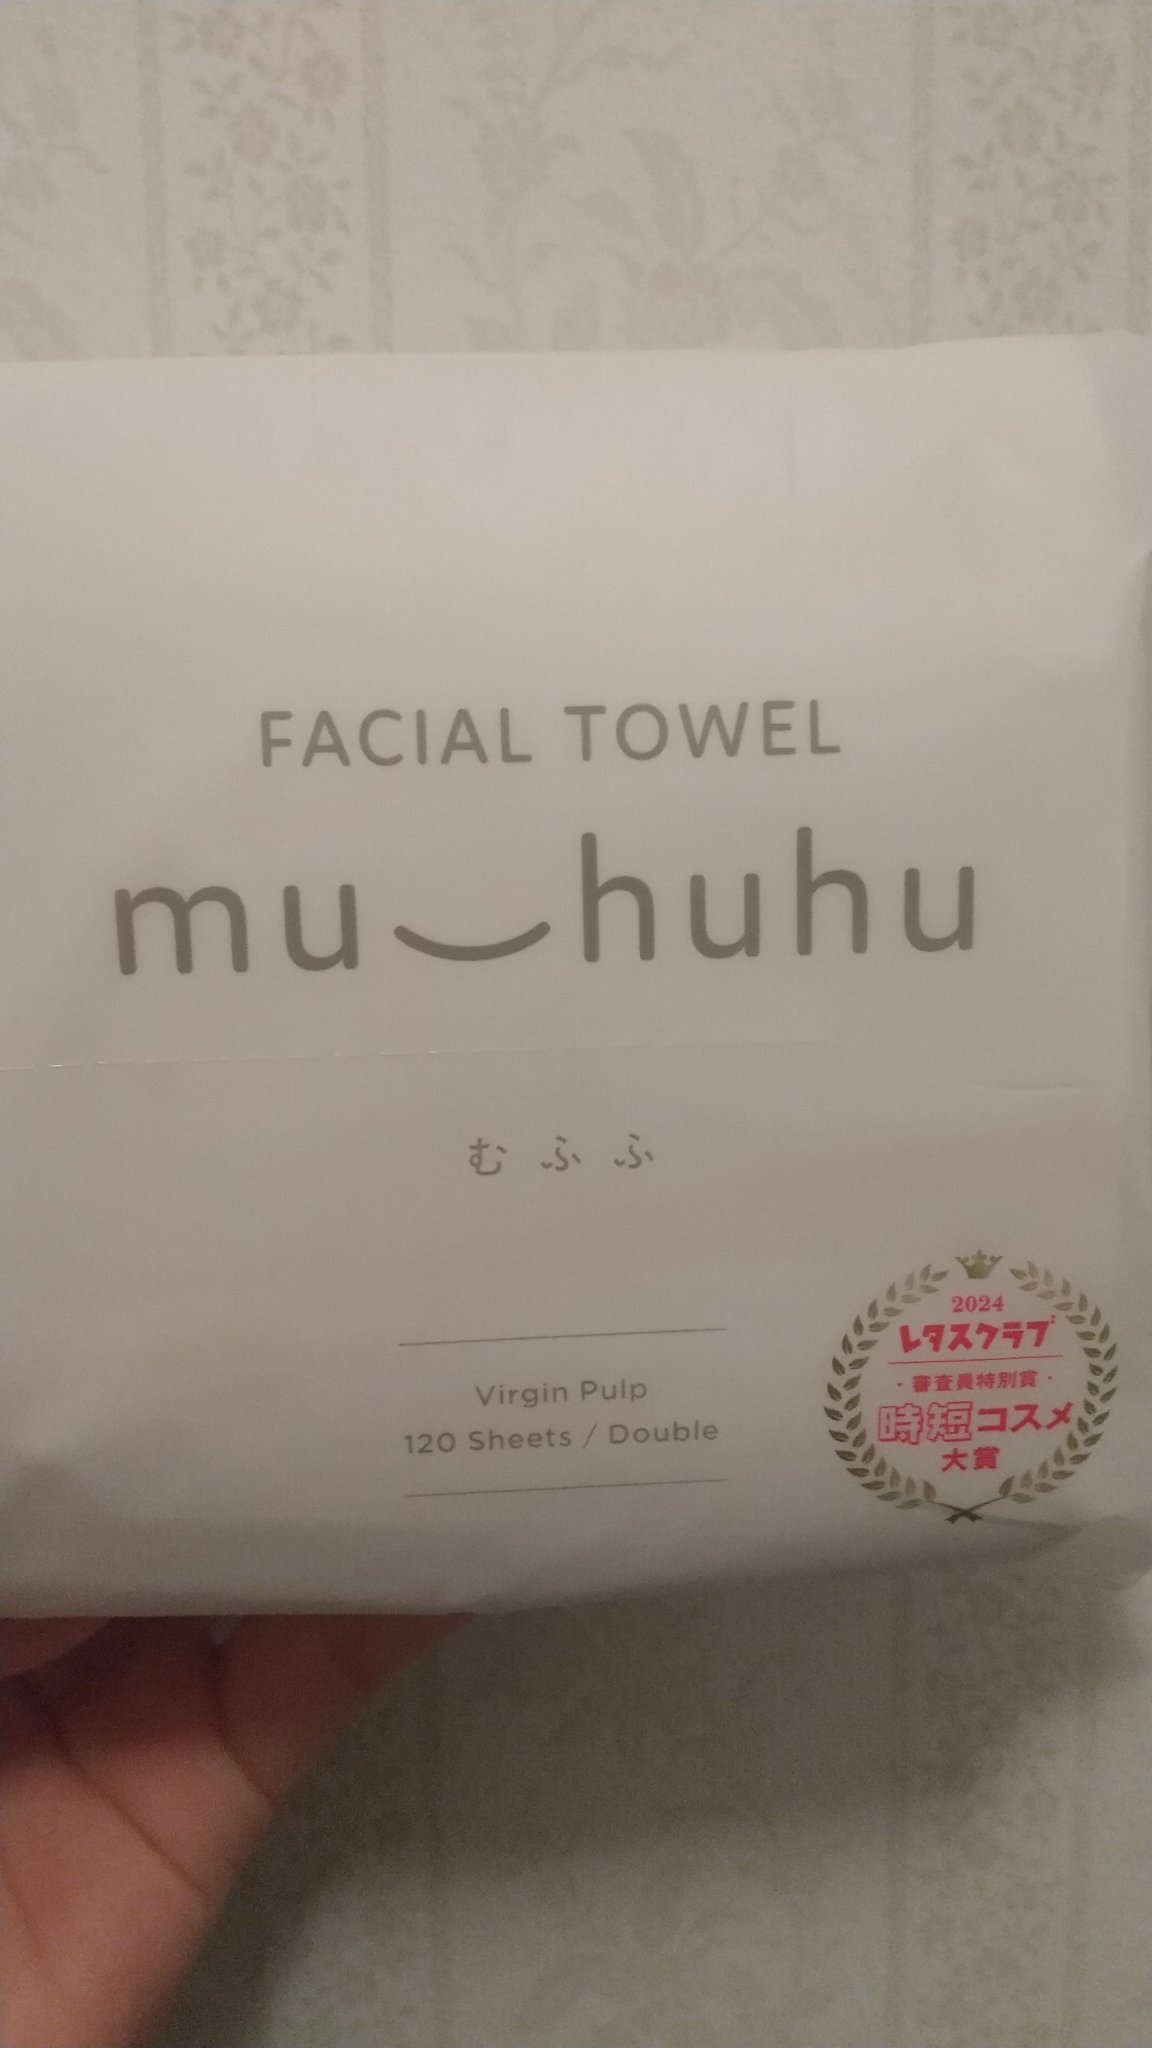 FACIAL TOWEL
mu‿huhu
むふふ
Virgin Pulp
120 Sheets / Double
2024
レタスクラブ
・審査員特別賞・
時短コスメ
大賞